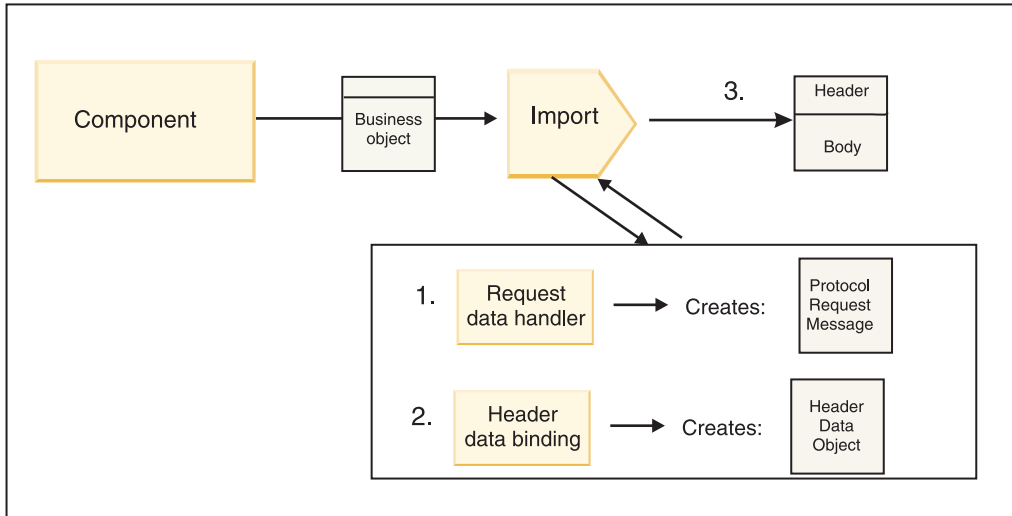 Component
Business
object
Import
3.
Header
Body
1.
Request
data handler
Creates:
Protocol
Request
Message
2.
Header
data binding
Creates:
Header
Data
Object